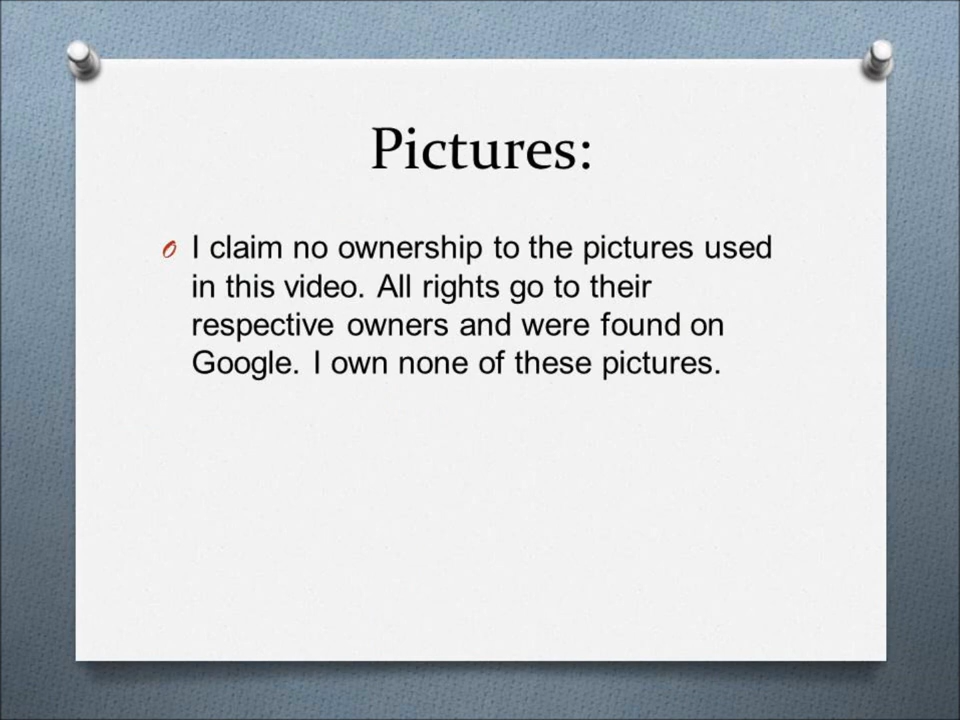 Pictures:
I claim no ownership to the pictures used
in this video. All rights go to their
respective owners and were found on
Google. I own none of these pictures.